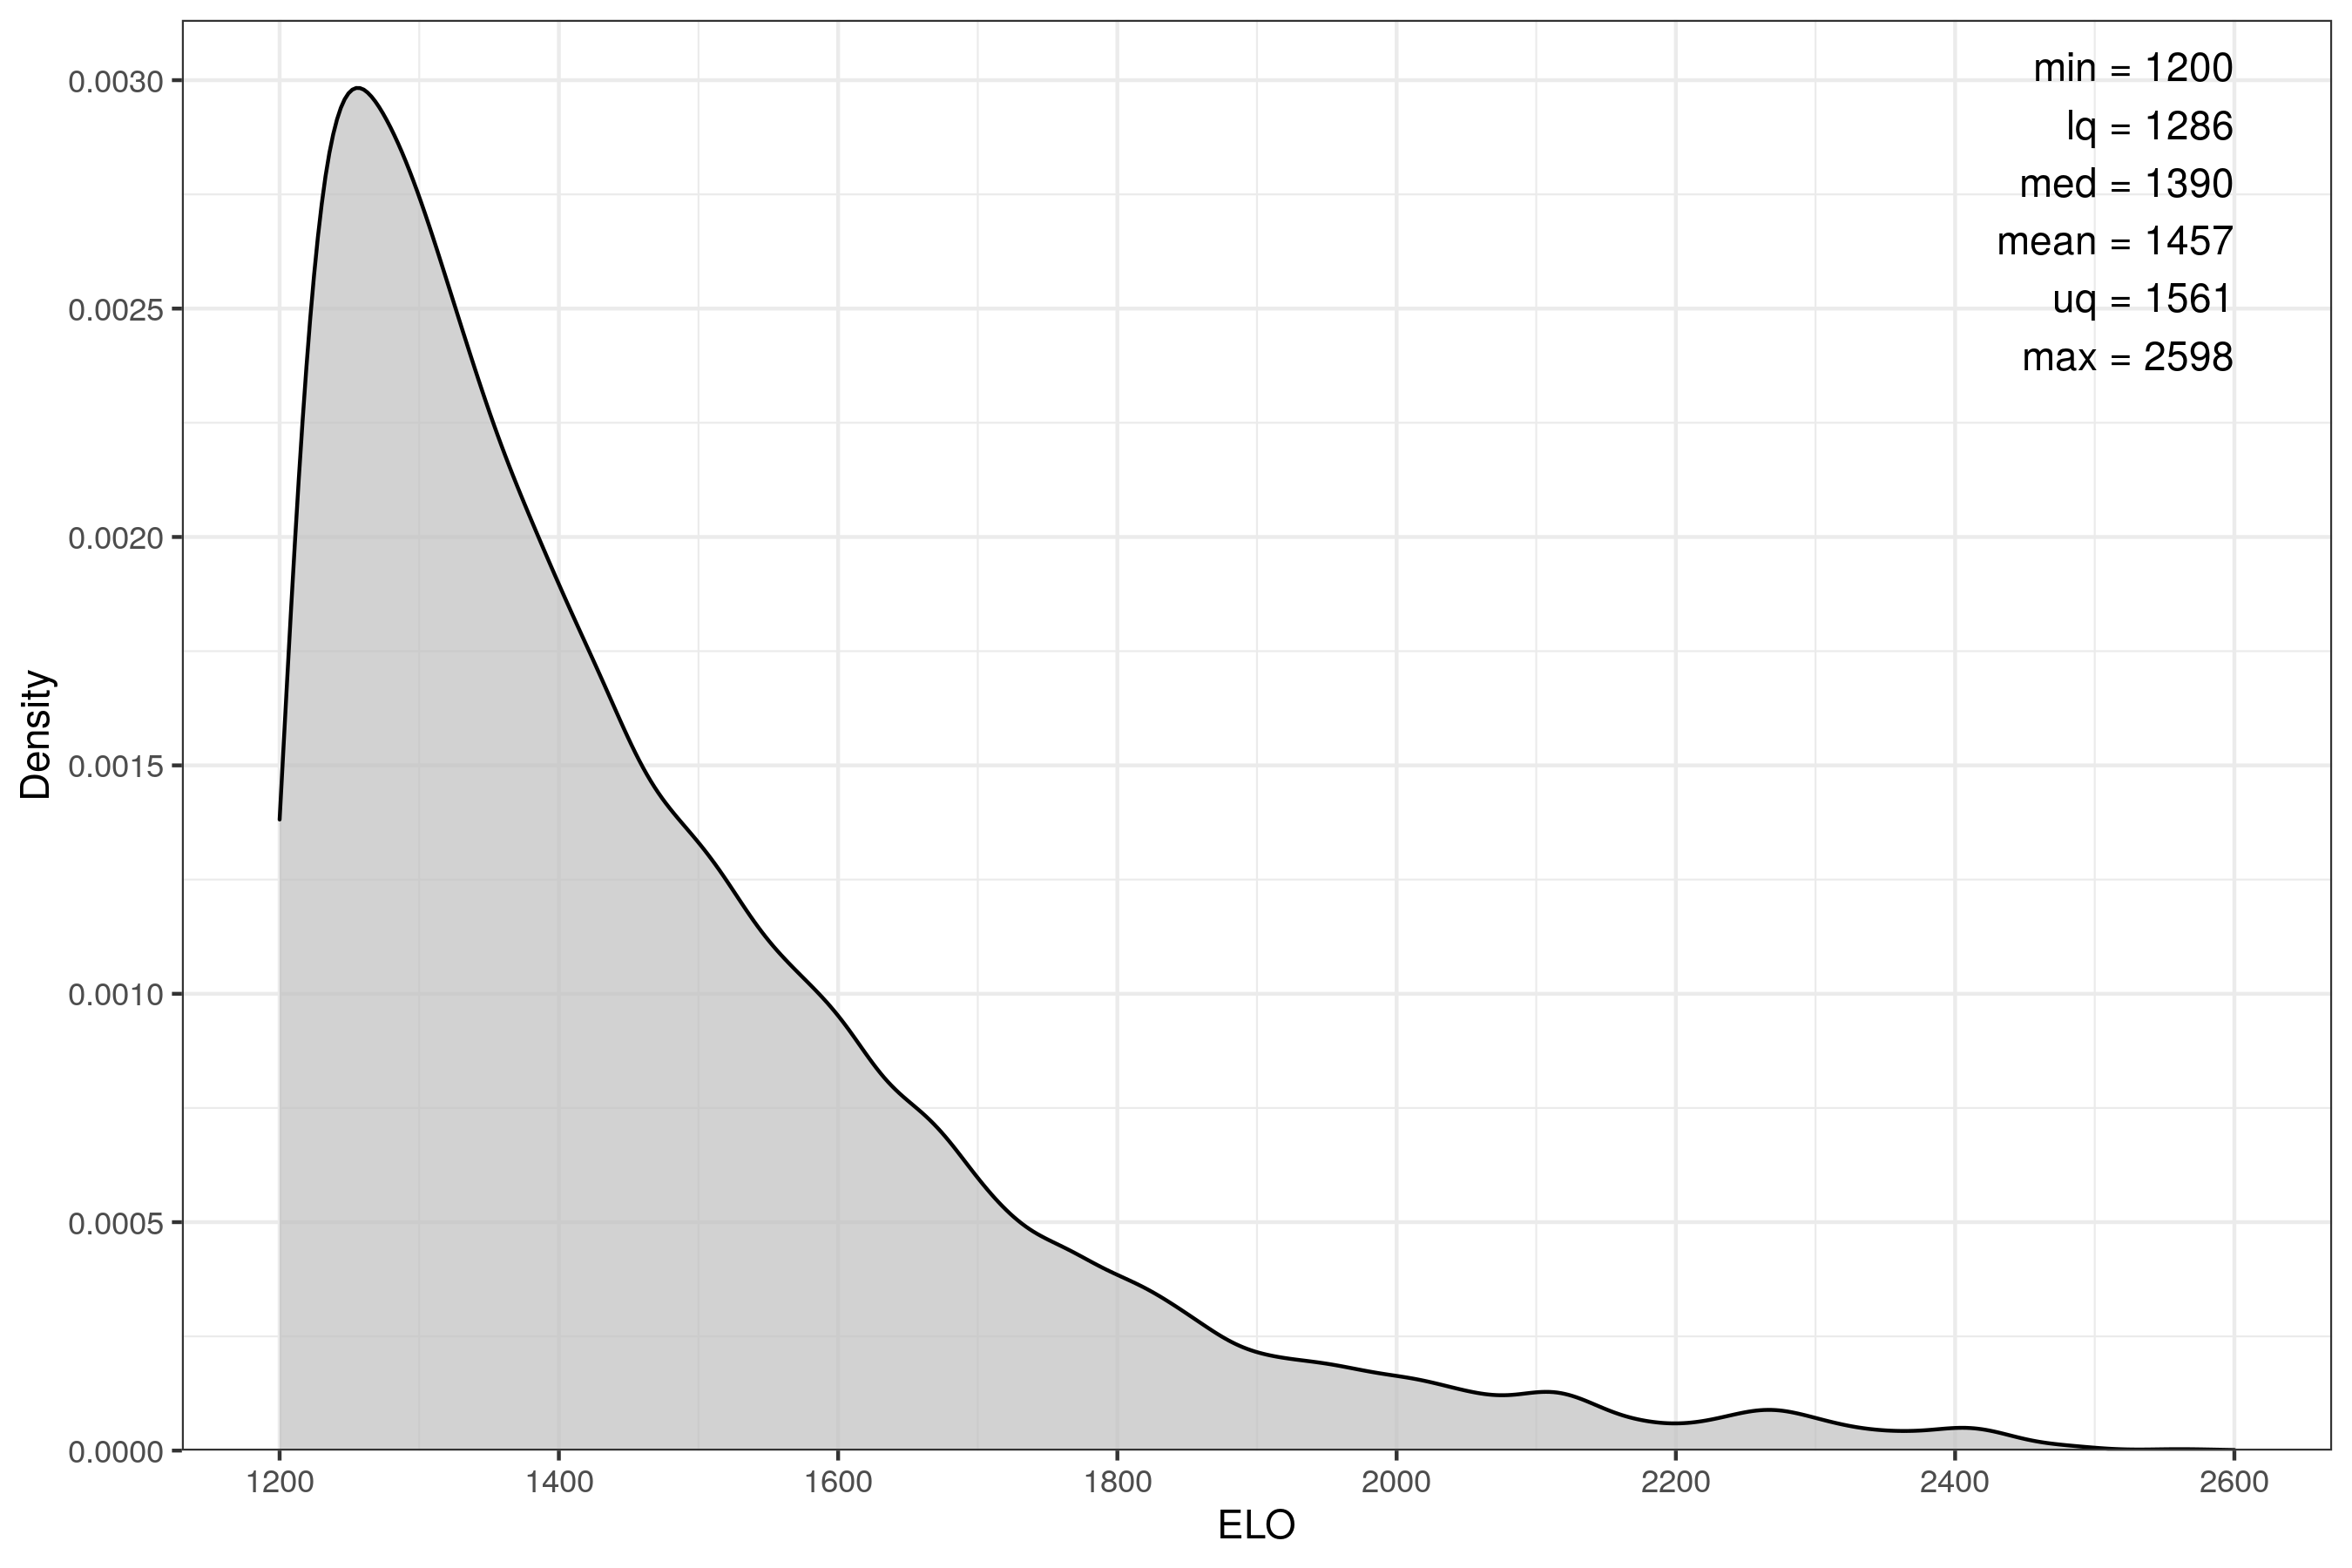 min = 1200
lq = 1286
med = 1390
mean = 1457
uq = 1561
max = 2598
0.0030
0.0025
0.0020
0.0015
0.0010
0.0005
0.0000
Density
1200 1400 1600 1800 2000 2200 2400 2600
ELO